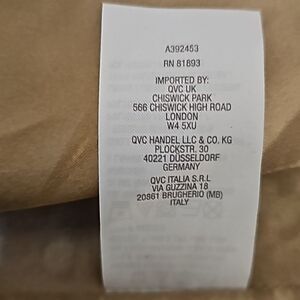 A392453
RN 81893
IMPORTED BY:
QVC UK
CHISWICK PARK
566 CHISWICK HIGH ROAD
LONDON
W4 5XU
QVC HANDEL LLC & CO. KG
PLOCKSTR. 30
40221 DÜSSELDORF
GERMANY
QVC ITALIA S.R.L
VIA GUZZINA 18
20861 BRUGHERIO (MB)
ITALY